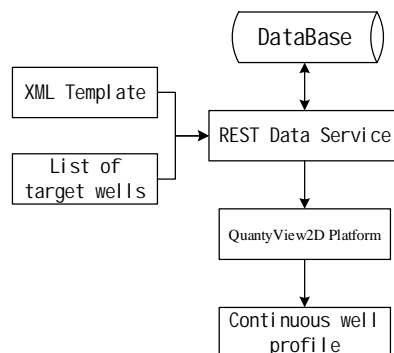 DataBase
XML Template
REST Data Service
List of
target wells
QuantyView2D Platform
Continuous well
profile